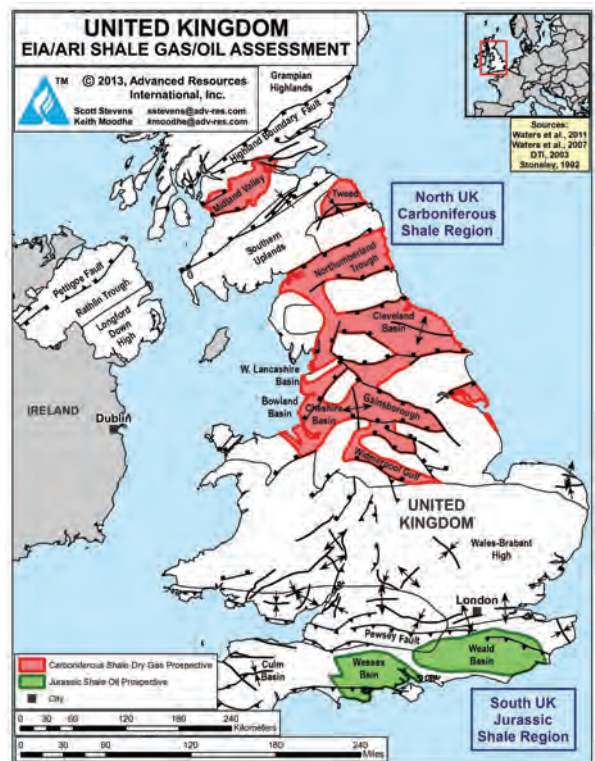 UNITED KINGDOM
EIA/ARI SHALE GAS/OIL ASSESSMENT
TM
© 2013, Advanced Resources
International, Inc.
Scott Stevens sstevens@adv-res.com
Keith Moodhe kmoodhe@adv-res.com
Sources:
Waters et al., 2011
Waters et al., 2007
DTI, 2003
Stoneley, 1992
Grampian
Highlands
Highland Boundary Fault
Midland Valley
Tweed
North UK
Carboniferous
Shale Region
Southern
Uplands
Northumberland
Trough
Pettigoe Fault
Rathlin Trough
Longford
Down
High
Cleveland
Basin
W. Lancashire
Basin
Bowland
Basin
Cheshire
Basin
Gainsborough
Widmerpool Gulf
IRELAND
Dublin
UNITED
KINGDOM
Wales-Brabant
High
London
Pewsey Fault
Weald
Basin
Wessex
Bsin
Culm
Basin
Carboniferous Shale Dry Gas Prospective
Jurassic Shale Oil Prospective
City
South UK
Jurassic
Shale Region
0 30 60 120 180 240
Kilometers
0 30 60 120 180 240
Miles